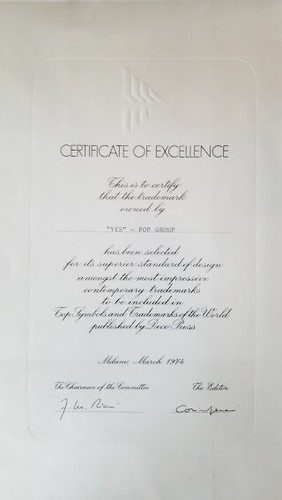 CERTIFICATE OF EXCELLENCE
This is to certify
that the trademark
owned by
"YES" - POP GROUP
has been selected
for its superior standard of design
amongst the most impressive
contemporary trademarks
to be included in
Top Symbols and Trademarks of the World
published by Deco Press
Milano, March 1974
The Chairman of the Committee The Editor